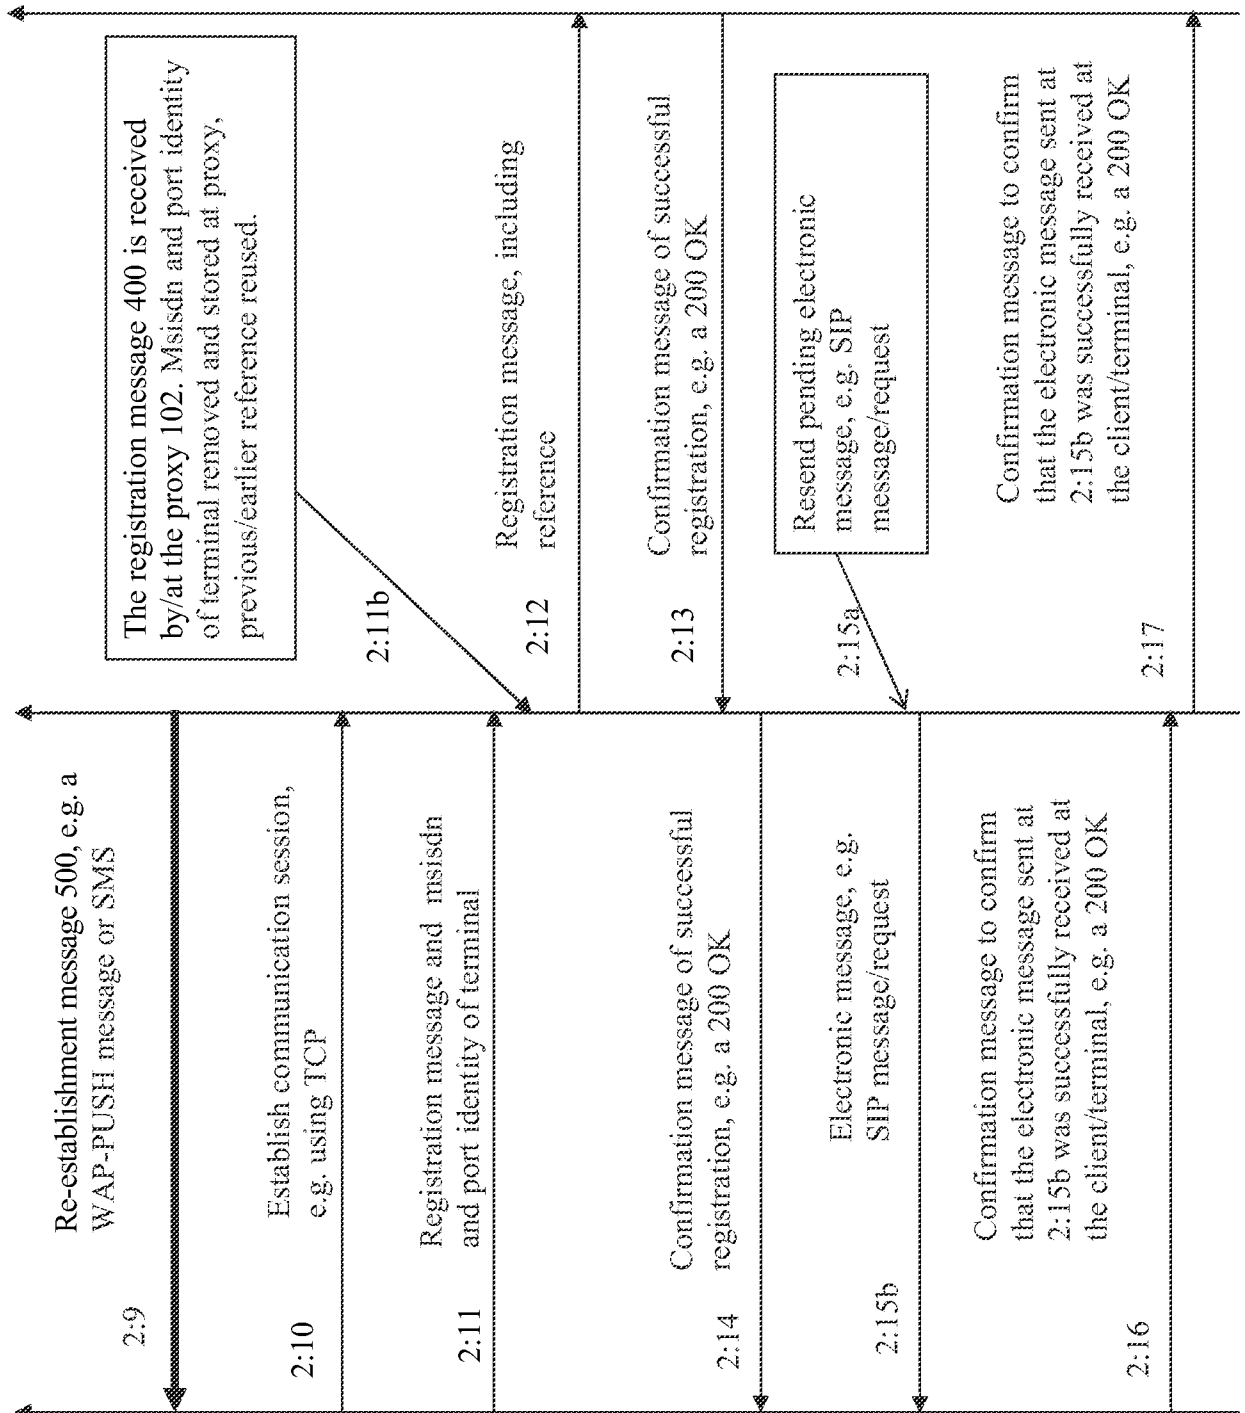 2:9
Re-establishment message 500, e.g. a
WAP-PUSH message or SMS
2:10
Establish communication session,
e.g. using TCP
2:11
Registration message and msisdn
and port identity of terminal
The registration message 400 is received
by/at the proxy 102. Msisdn and port identity
of terminal removed and stored at proxy,
previous/earlier reference reused.
2:11b
2:12
Registration message, including
reference
2:13
Confirmation message of successful
registration, e.g. a 200 OK
2:14
Confirmation message of successful
registration, e.g. a 200 OK
Resend pending electronic
message, e.g. SIP
message/request
2:15a
2:15b
Electronic message, e.g.
SIP message/request
2:16
Confirmation message to confirm
that the electronic message sent at
2:15b was successfully received at
the client/terminal, e.g. a 200 OK
2:17
Confirmation message to confirm
that the electronic message sent at
2:15b was successfully received at
the client/terminal, e.g. a 200 OK